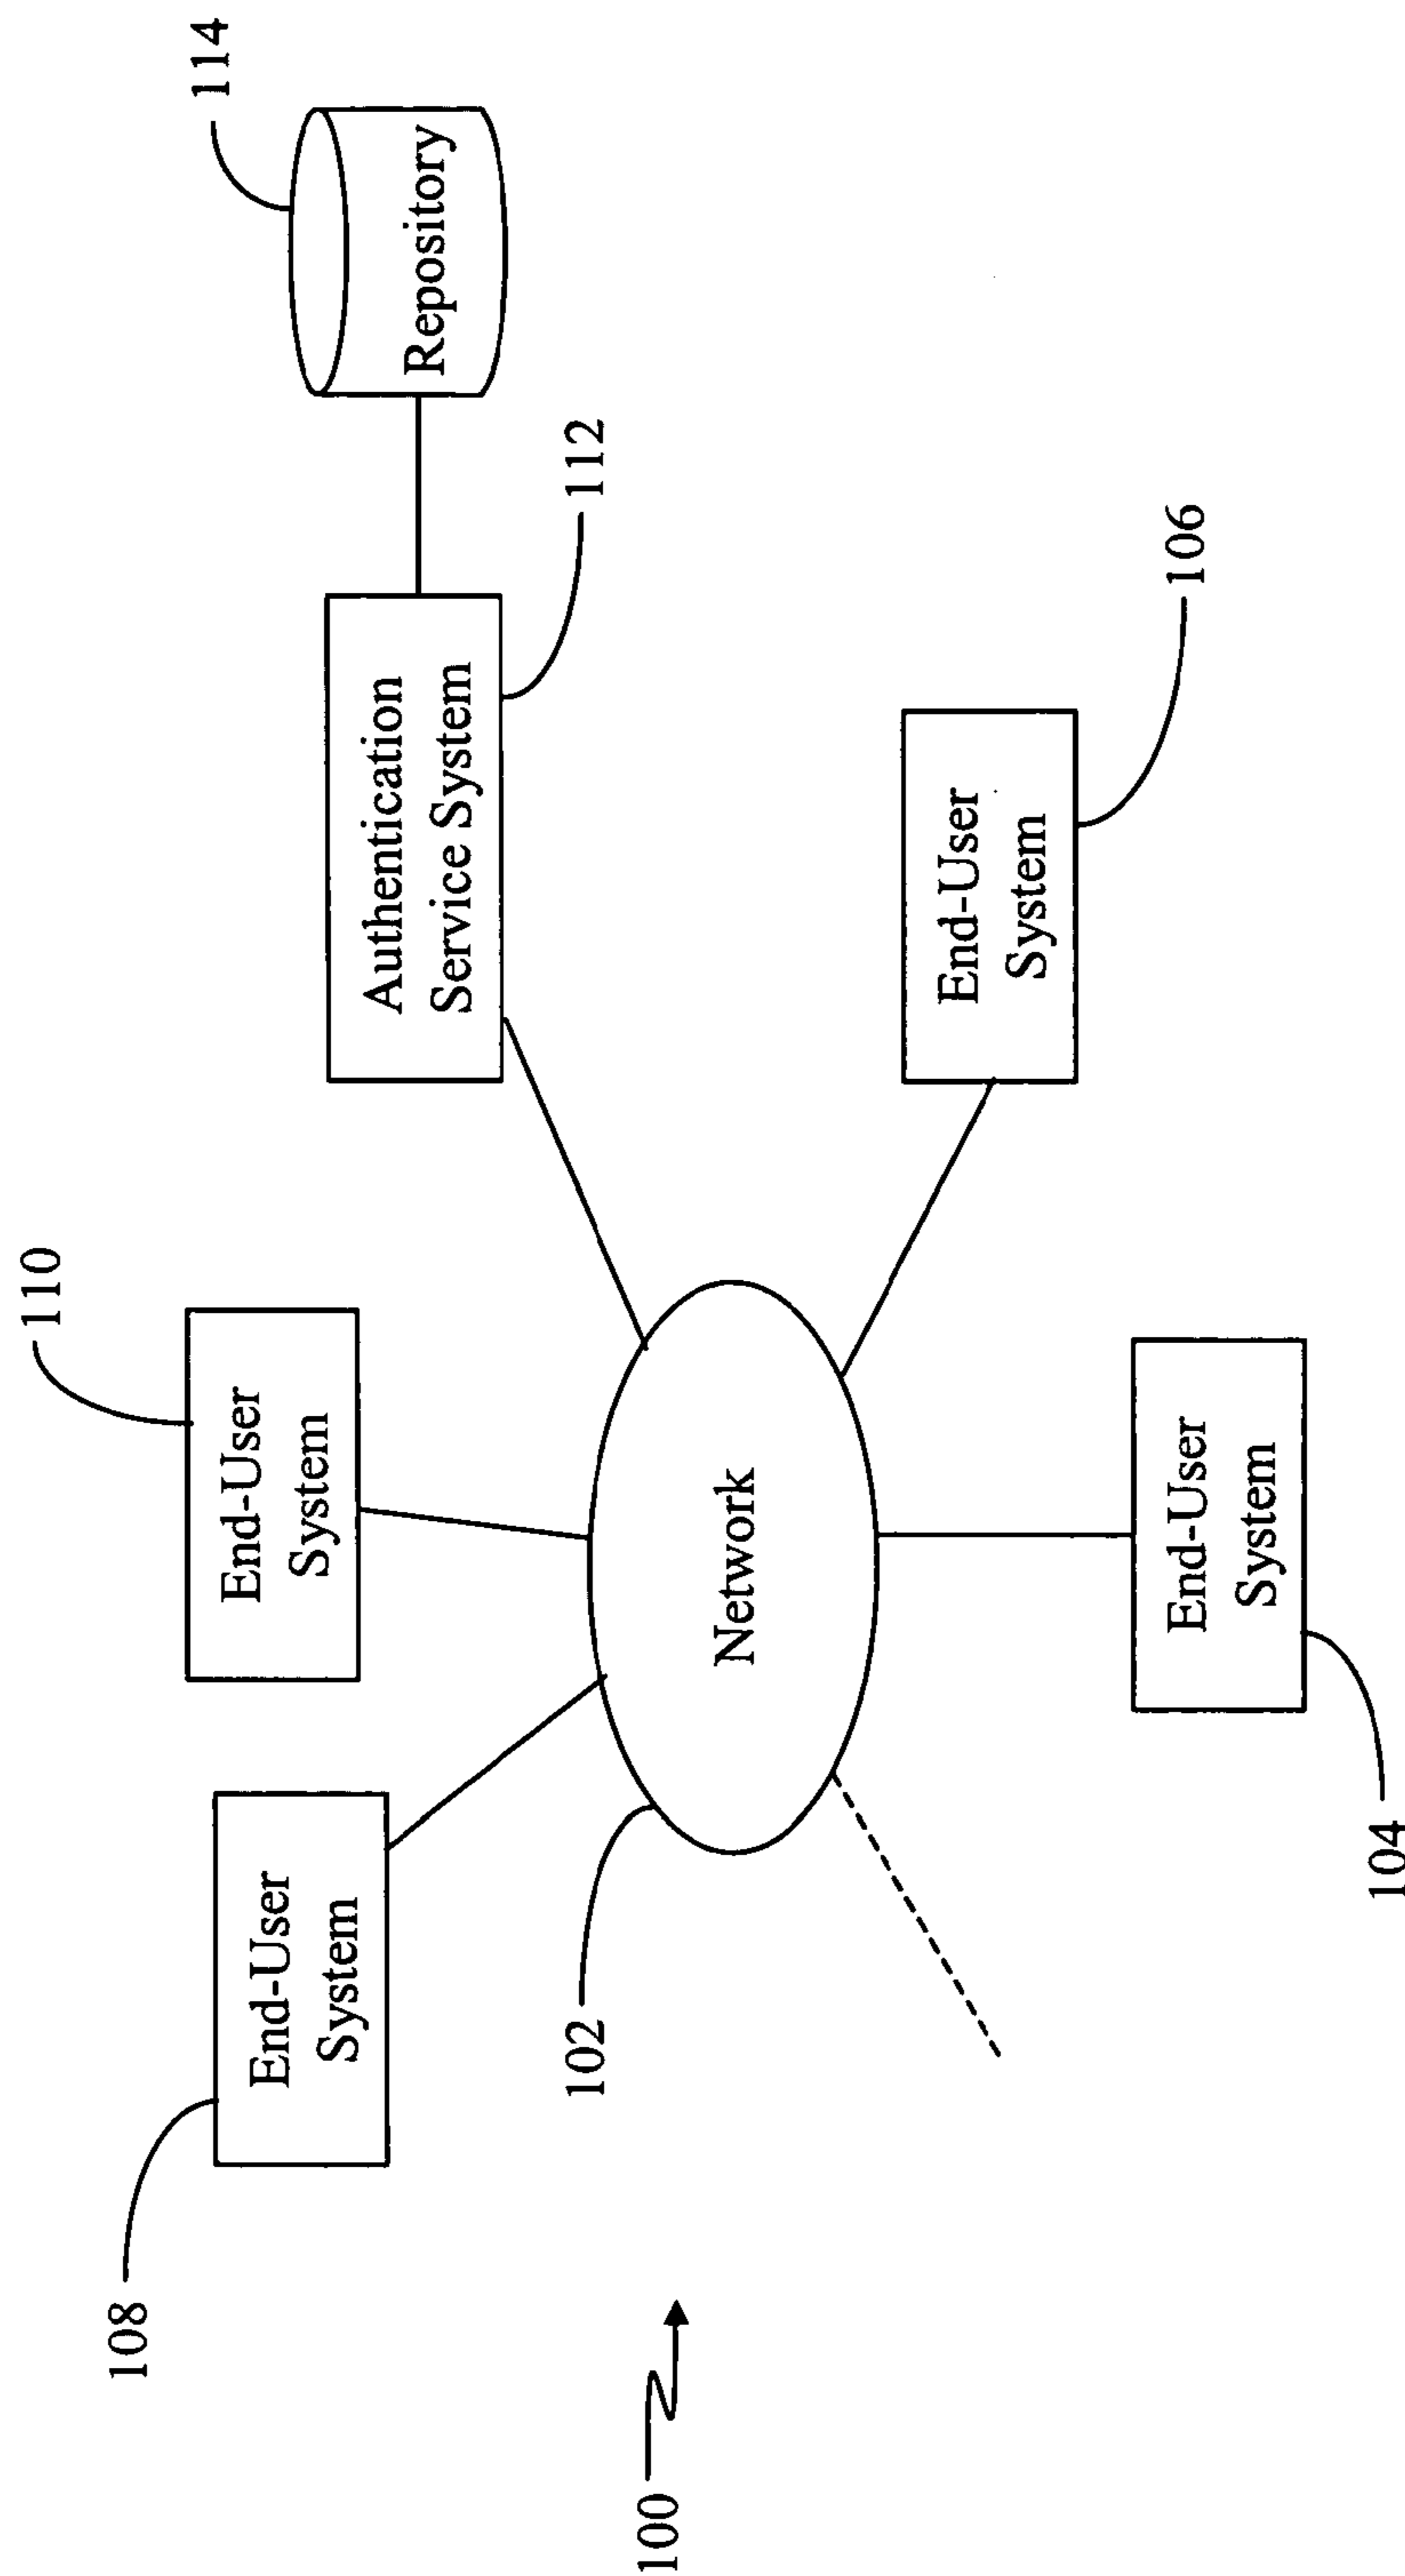 110
114
108
End-User
System
End-User
System
Authentication
Service System
Repository
112
102
Network
100
End-User
System
106
End-User
System
104